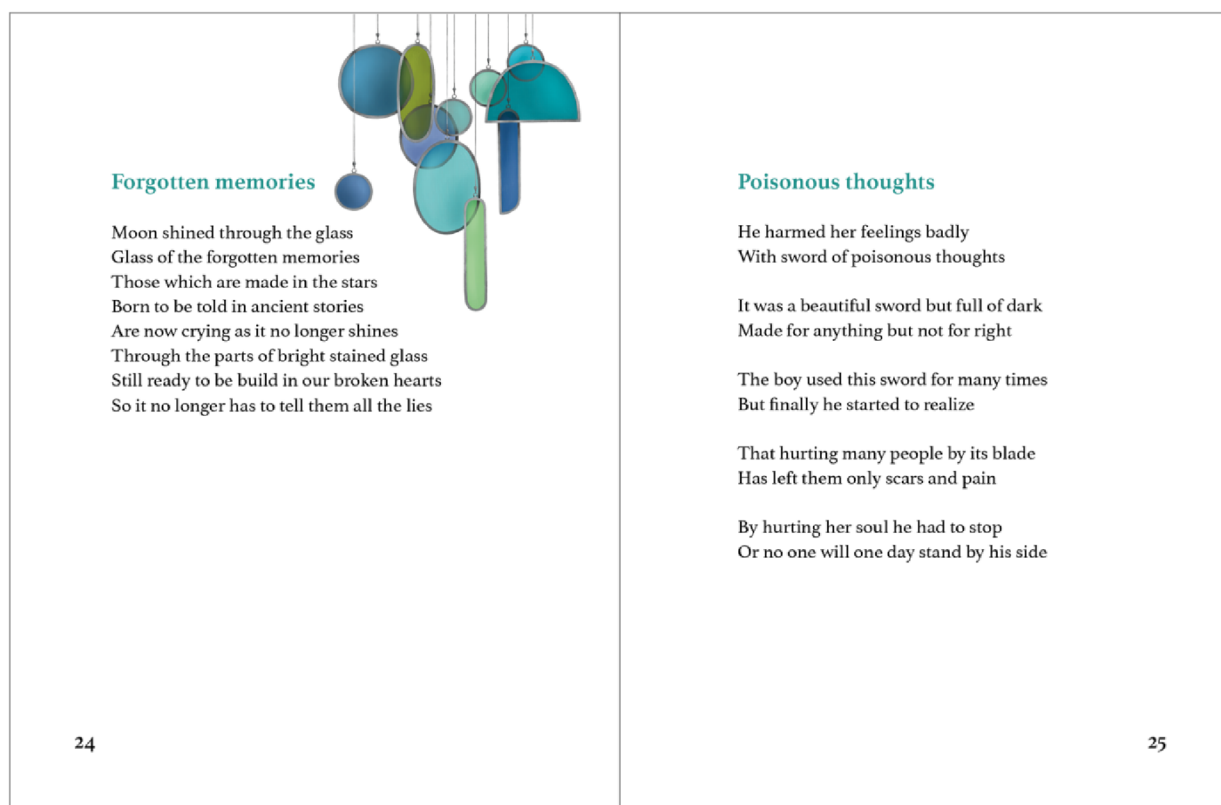 Forgotten memories
Moon shined through the glass
Glass of the forgotten memories
Those which are made in the stars
Born to be told in ancient stories
Are now crying as it no longer shines
Through the parts of bright stained glass
Still ready to be build in our broken hearts
So it no longer has to tell them all the lies
24
Poisonous thoughts
He harmed her feelings badly
With sword of poisonous thoughts
It was a beautiful sword but full of dark
Made for anything but not for right
The boy used this sword for many times
But finally he started to realize
That hurting many people by its blade
Has left them only scars and pain
By hurting her soul he had to stop
Or no one will one day stand by his side
25